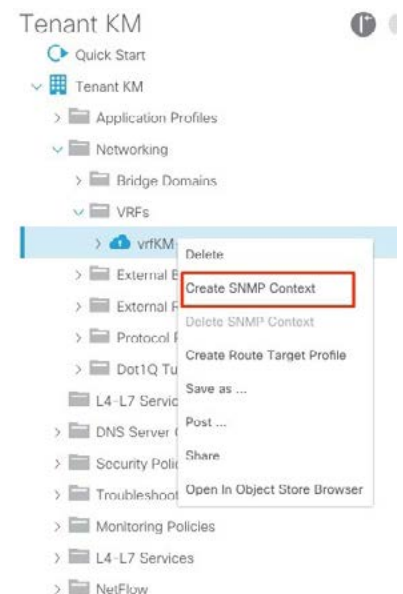 Tenant KM
Quick Start
Tenant KM
Application Profiles
Networking
Bridge Domains
VRFs
vrfKM
Delete
External
Create SNMP Context
External
Delete SNMP Context
Protocol
Create Route Target Profile
Dot1Q Tu
Save as ...
L4-L7 Servic
Post ...
DNS Server
Share
Security Poli
Open In Object Store Browser
Troubleshoot
Monitoring Policies
L4-L7 Services
NetFlow